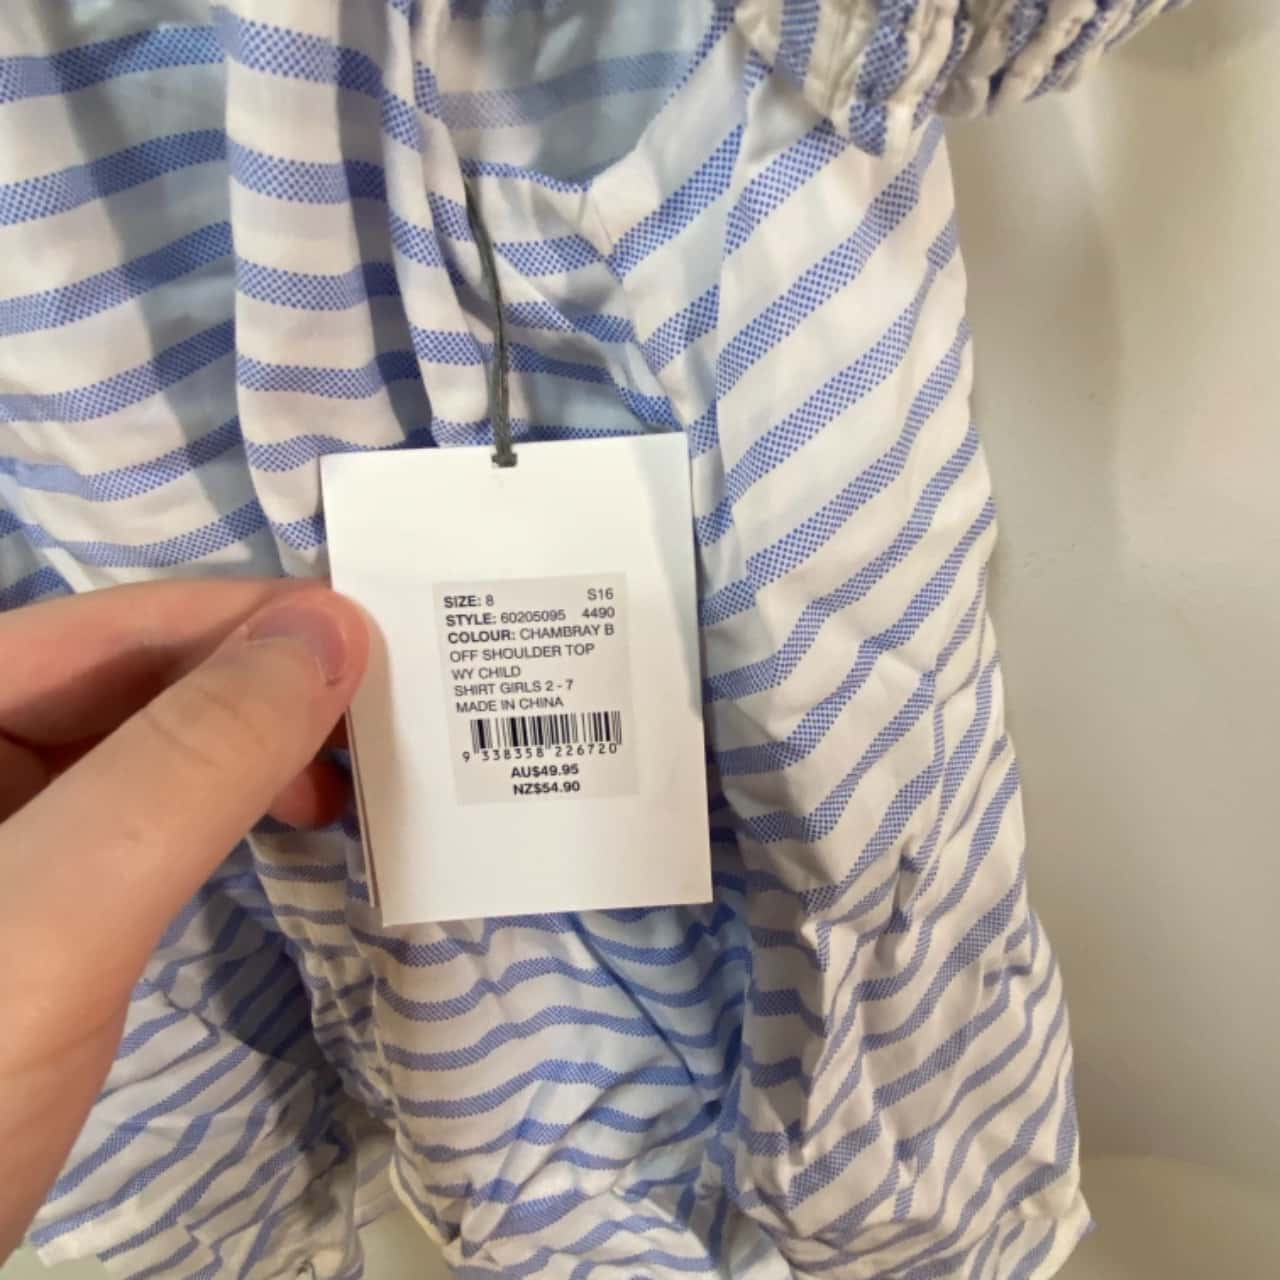 SIZE: 8 S16
STYLE: 60205095 4490
COLOUR: CHAMBRAY B
OFF SHOULDER TOP
WY CHILD
SHIRT GIRLS 2 - 7
MADE IN CHINA
9 338358 226720
AU$49.95
NZ$54.90